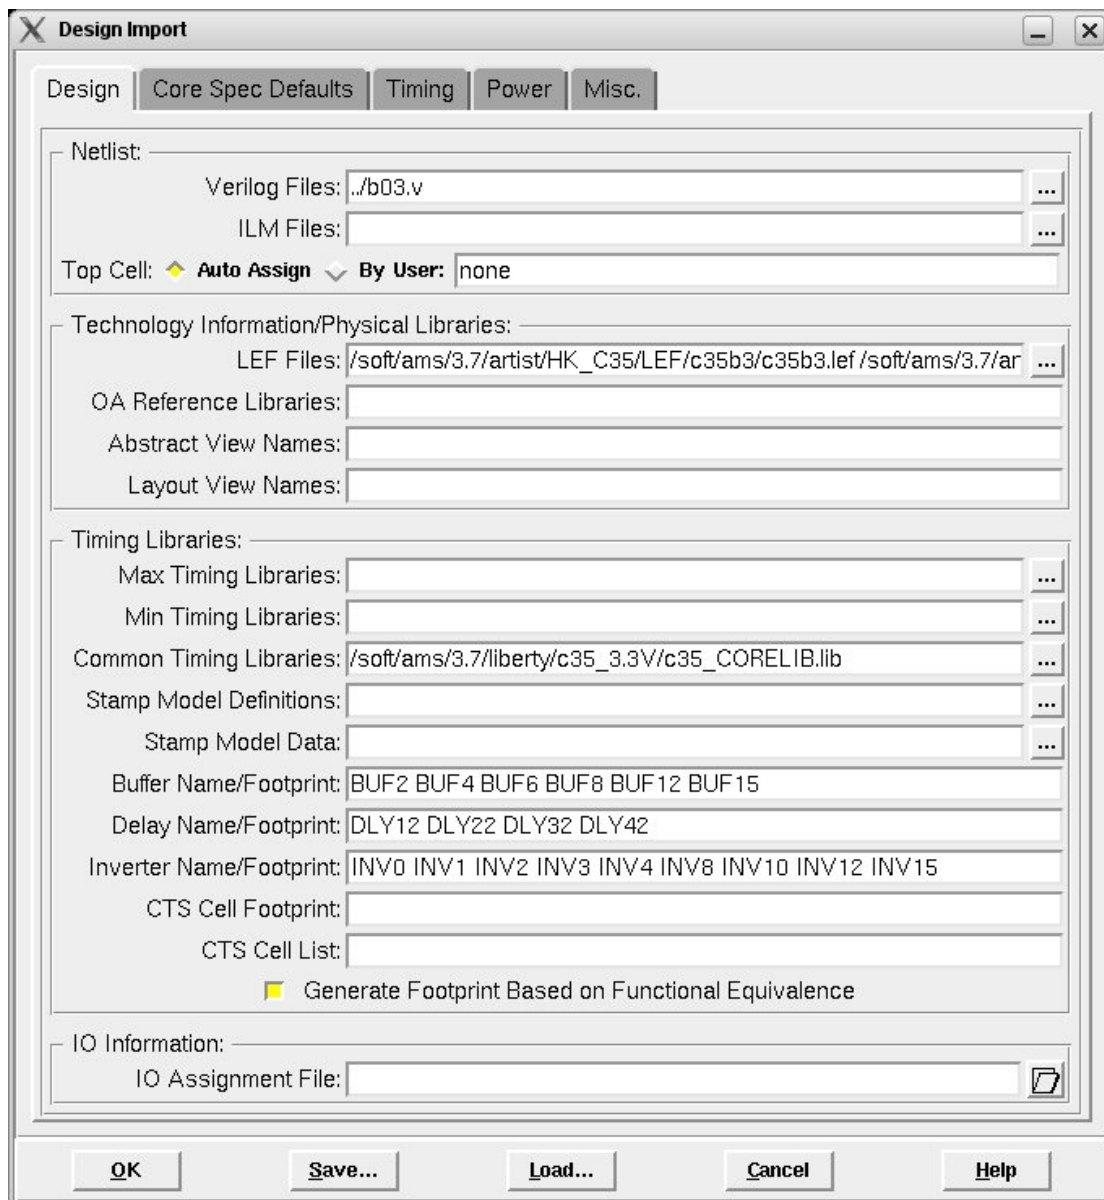 Design Import
Design Core Spec Defaults Timing Power Misc.
Netlist:
Verilog Files: ../b03.v ...
ILM Files: ...
Top Cell: Auto Assign By User: none
Technology Information/Physical Libraries:
LEF Files: /soft/ams/3.7/artist/HK_C35/LEF/c35b3/c35b3.lef /soft/ams/3.7/ar ...
OA Reference Libraries:
Abstract View Names:
Layout View Names:
Timing Libraries:
Max Timing Libraries: ...
Min Timing Libraries: ...
Common Timing Libraries: /soft/ams/3.7/liberty/c35_3.3V/c35_CORELIB.lib ...
Stamp Model Definitions: ...
Stamp Model Data: ...
Buffer Name/Footprint: BUF2 BUF4 BUF6 BUF8 BUF12 BUF15
Delay Name/Footprint: DLY12 DLY22 DLY32 DLY42
Inverter Name/Footprint: INV0 INV1 INV2 INV3 INV4 INV8 INV10 INV12 INV15
CTS Cell Footprint:
CTS Cell List:
Generate Footprint Based on Functional Equivalence
IO Information:
IO Assignment File:
OK Save... Load... Cancel Help